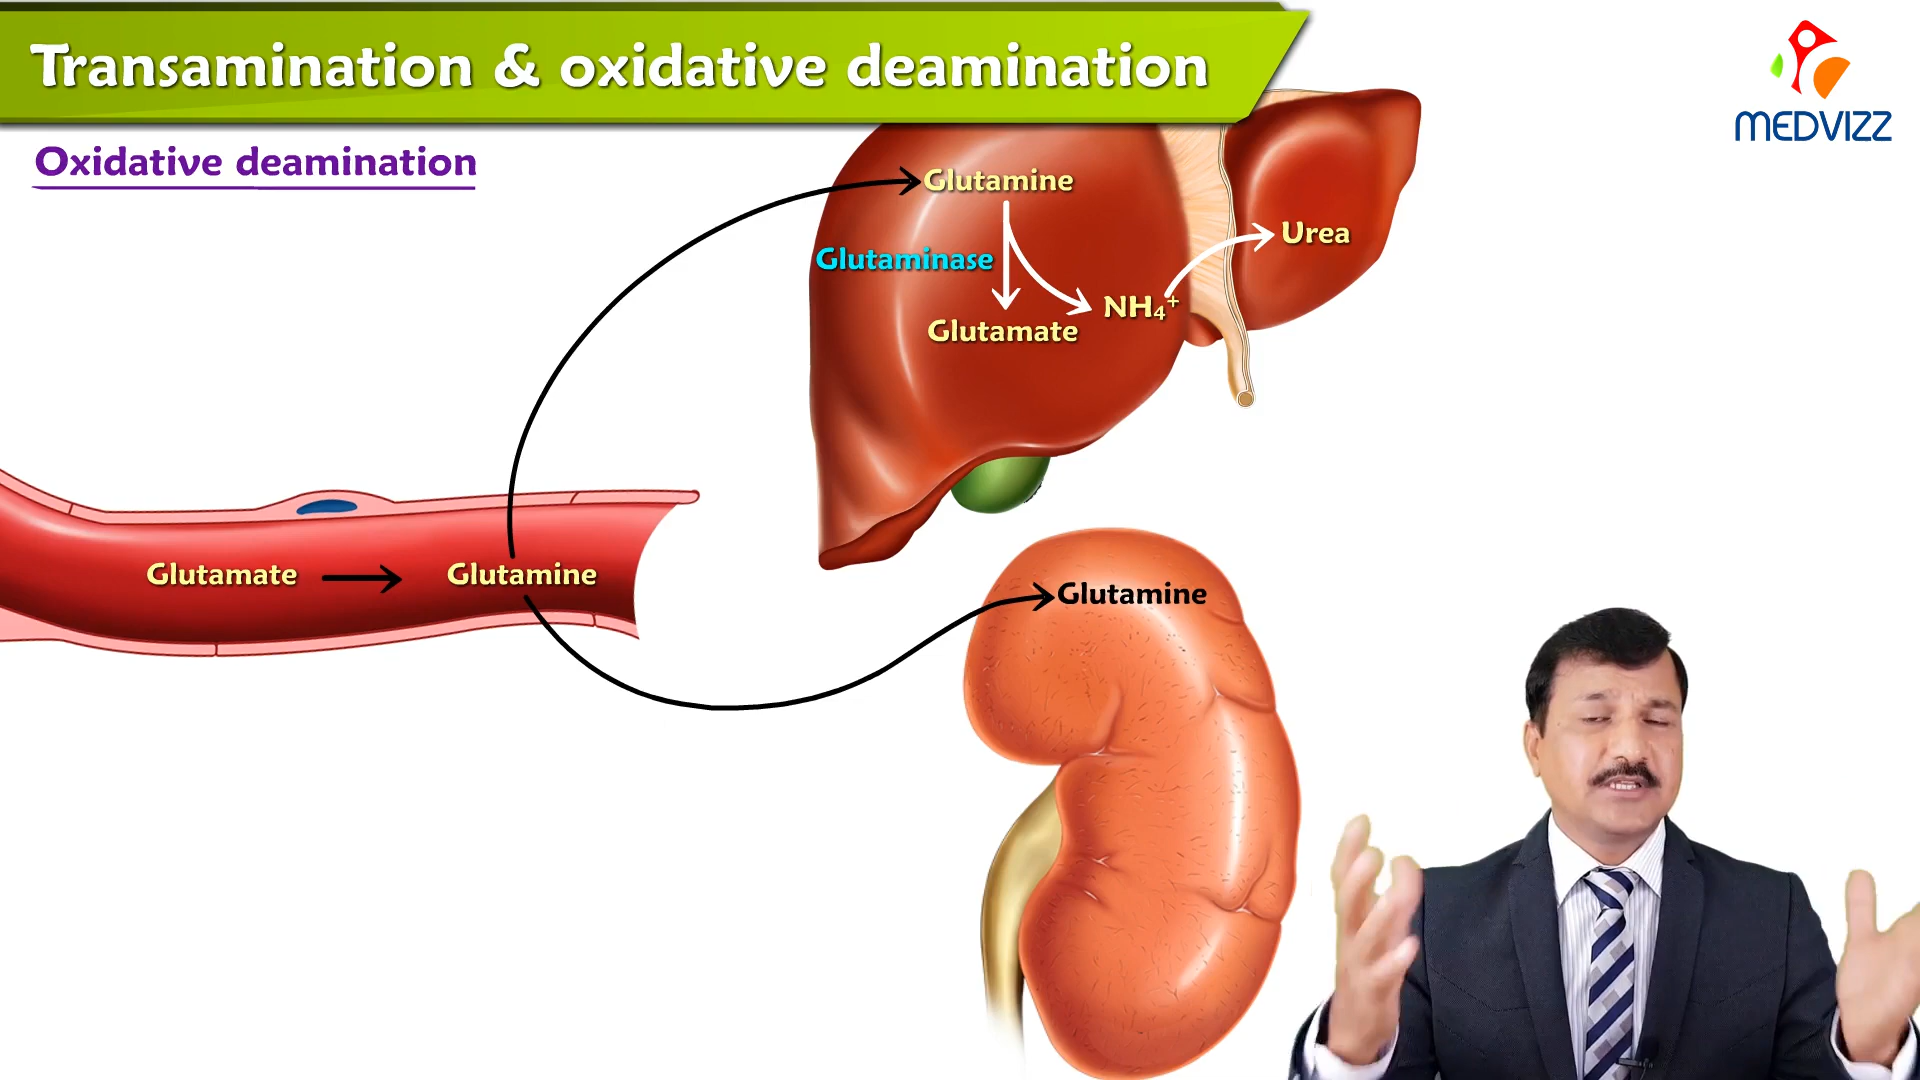 Transamination & oxidative deamination
MEDVIZZ
Oxidative deamination
Glutamine
Glutaminase
Glutamate
NH₄⁺
Urea
Glutamate
Glutamine
Glutamine